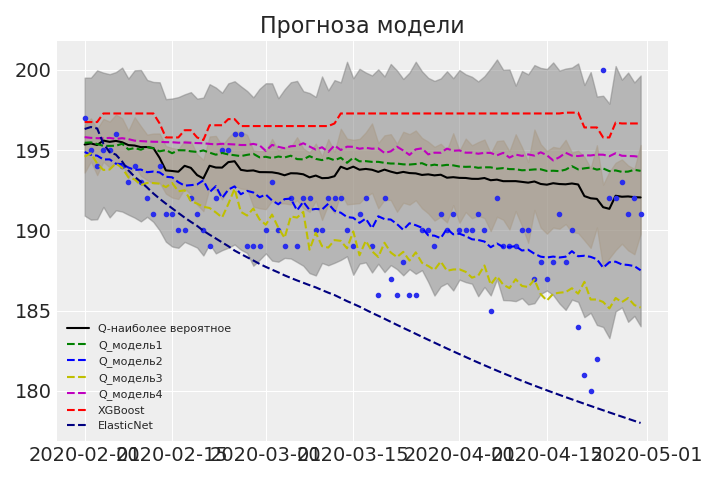 Прогноза модели
200
195
190
185
180
Q-наиболее вероятное
Q_модель1
Q_модель2
Q_модель3
Q_модель4
XGBoost
ElasticNet
2020-02-01 2020-02-15 2020-03-01 2020-03-15 2020-04-01 2020-04-15 2020-05-01